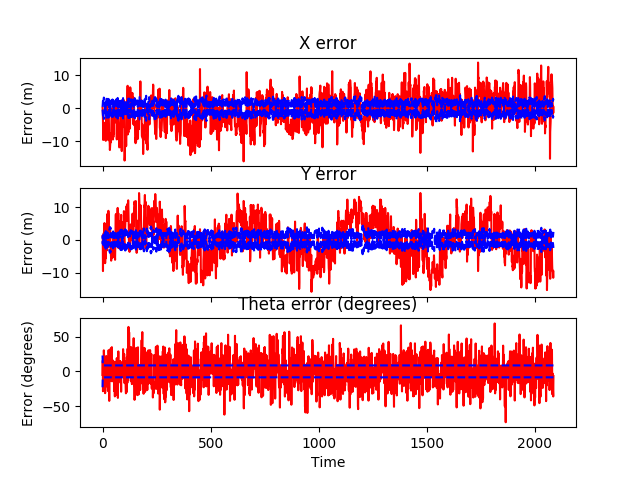 X error
Error (m)
10
0
−10
Y error
Error (m)
10
0
−10
Theta error (degrees)
Error (degrees)
50
0
−50
0
500
1000
1500
2000
Time